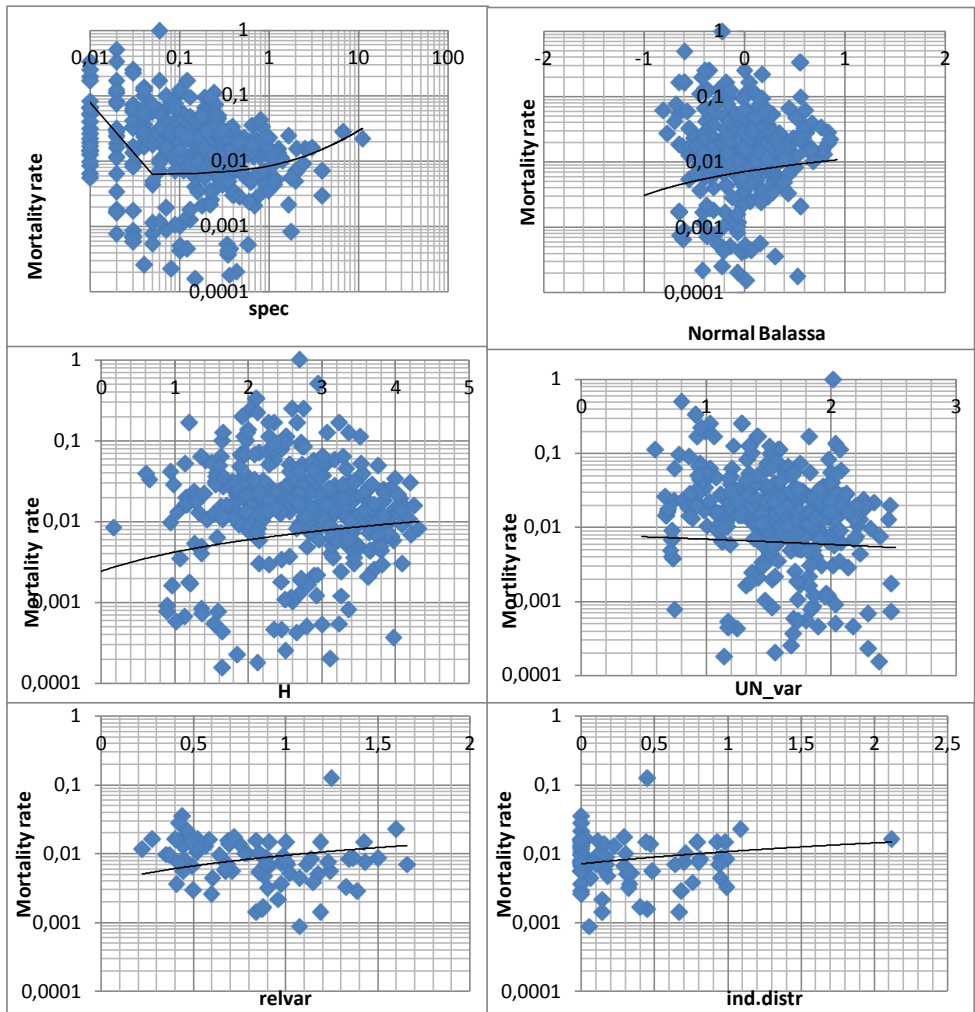 1
0,01 0,1 1 10 100
0,1
0,01
0,001
0,0001
Mortality rate
spec
1
-2 -1 0 1 2
0,1
0,01
0,001
0,0001
Mortality rate
Normal Balassa
1
0 1 2 3 4 5
0,1
0,01
0,001
0,0001
Mortality rate
H
1
0 1 2 3
0,1
0,01
0,001
0,0001
Mortlity rate
UN_var
1
0 0,5 1 1,5 2
0,1
0,01
0,001
0,0001
Mortality rate
relvar
1
0 0,5 1 1,5 2 2,5
0,1
0,01
0,001
0,0001
Mortality rate
ind.distr